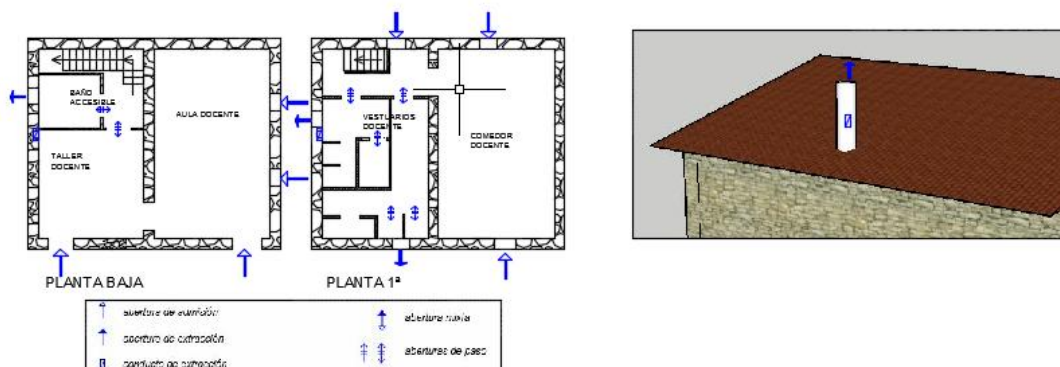 BAÑO
ACCESIBLE
AULA DOCENTE
TALLER
DOCENTE
VESTUARIOS
DOCENTE
COMEDOR
DOCENTE
PLANTA BAJA
PLANTA 1ª
abertura de admisión
abertura de extracción
conducto de extracción
abertura mixta
aberturas de paso